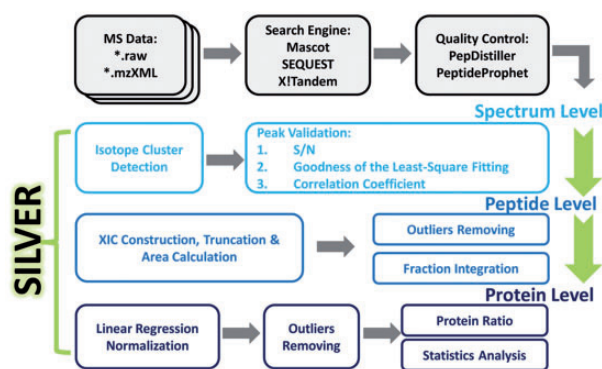 MS Data:
*.raw
*.mzXML
Search Engine:
Mascot
SEQUEST
X!Tandem
Quality Control:
PepDistiller
PeptideProphet
Spectrum Level
SILVER
Isotope Cluster
Detection
Peak Validation:
1. S/N
2. Goodness of the Least-Square Fitting
3. Correlation Coefficient
Peptide Level
XIC Construction, Truncation &
Area Calculation
Outliers Removing
Fraction Integration
Protein Level
Linear Regression
Normalization
Outliers
Removing
Protein Ratio
Statistics Analysis